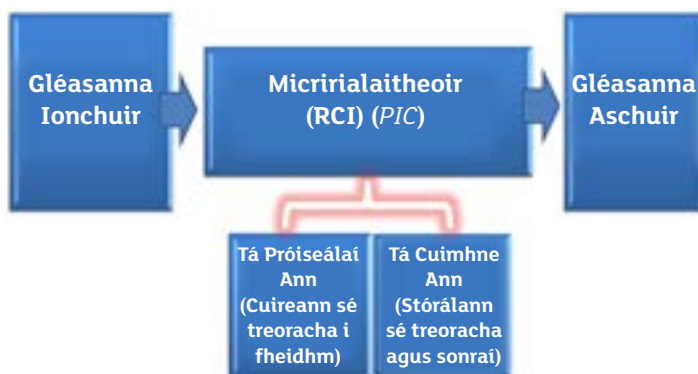 Gléasanna
Ionchuir
Micririalaitheoir
(RCI) (PIC)
Gléasanna
Aschuir
Tá Próiseálaí
Ann
(Cuireann sé
treoracha i
fheidhm)
Tá Cuimhne
Ann
(Stórálann
sé treoracha
agus sonraí)